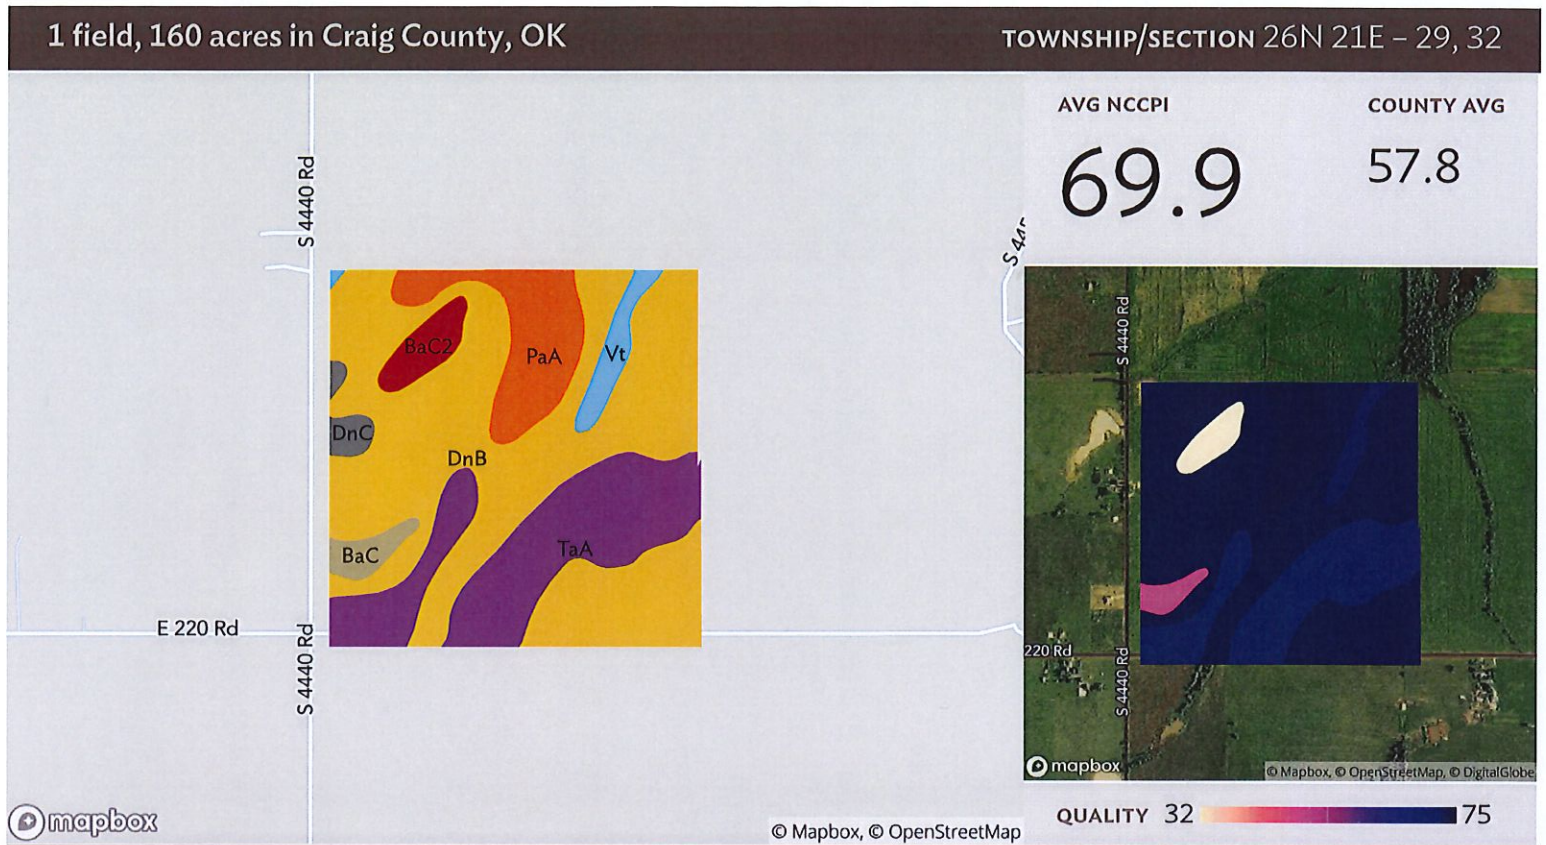 1 field, 160 acres in Craig County, OK
TOWNSHIP/SECTION 26N 21E – 29, 32
AVG NCCPI
COUNTY AVG
69.9
57.8
S 4440 Rd
BaC2
PaA
Vt
DnC
DnB
BaC
TaA
E 220 Rd
S 4440 Rd
mapbox
© Mapbox, © OpenStreetMap
S 4440 Rd
220 Rd
S 4440 Rd
mapbox
© Mapbox, © OpenStreetMap, © DigitalGlobe
QUALITY 32 75